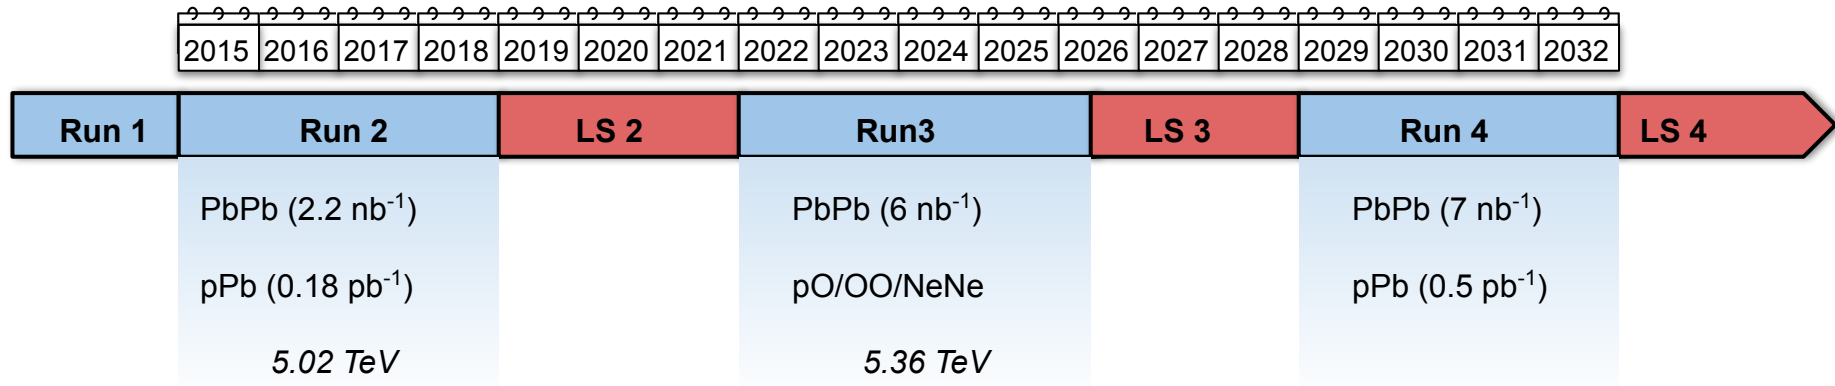 2015 2016 2017 2018 2019 2020 2021 2022 2023 2024 2025 2026 2027 2028 2029 2030 2031 2032
Run 1 Run 2 LS 2 Run3 LS 3 Run 4 LS 4
PbPb (2.2 nb⁻¹) PbPb (6 nb⁻¹) PbPb (7 nb⁻¹)
pPb (0.18 pb⁻¹) pO/OO/NeNe pPb (0.5 pb⁻¹)
5.02 TeV 5.36 TeV